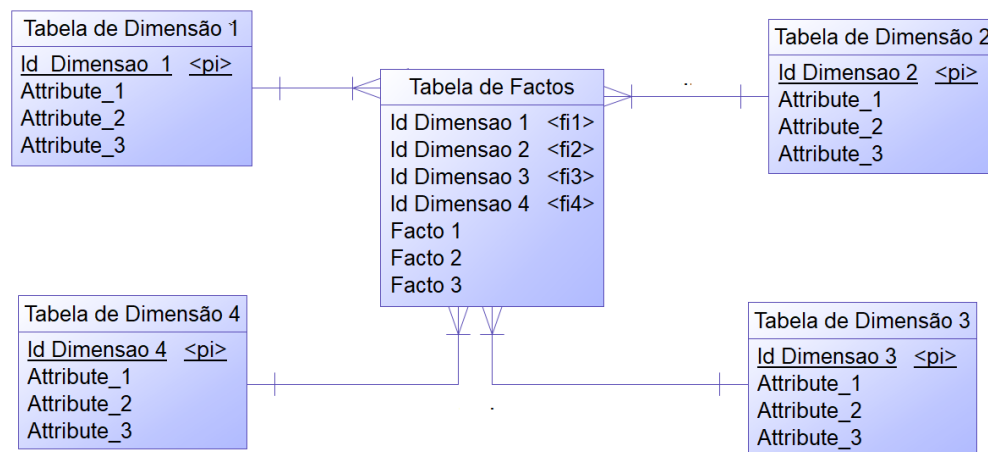 Tabela de Dimensão 1
Id Dimensao 1 <pi>
Attribute_1
Attribute_2
Attribute_3
Tabela de Dimensão 2
Id Dimensao 2 <pi>
Attribute_1
Attribute_2
Attribute_3
Tabela de Factos
Id Dimensao 1 <fi1>
Id Dimensao 2 <fi2>
Id Dimensao 3 <fi3>
Id Dimensao 4 <fi4>
Facto 1
Facto 2
Facto 3
Tabela de Dimensão 4
Id Dimensao 4 <pi>
Attribute_1
Attribute_2
Attribute_3
Tabela de Dimensão 3
Id Dimensao 3 <pi>
Attribute_1
Attribute_2
Attribute_3